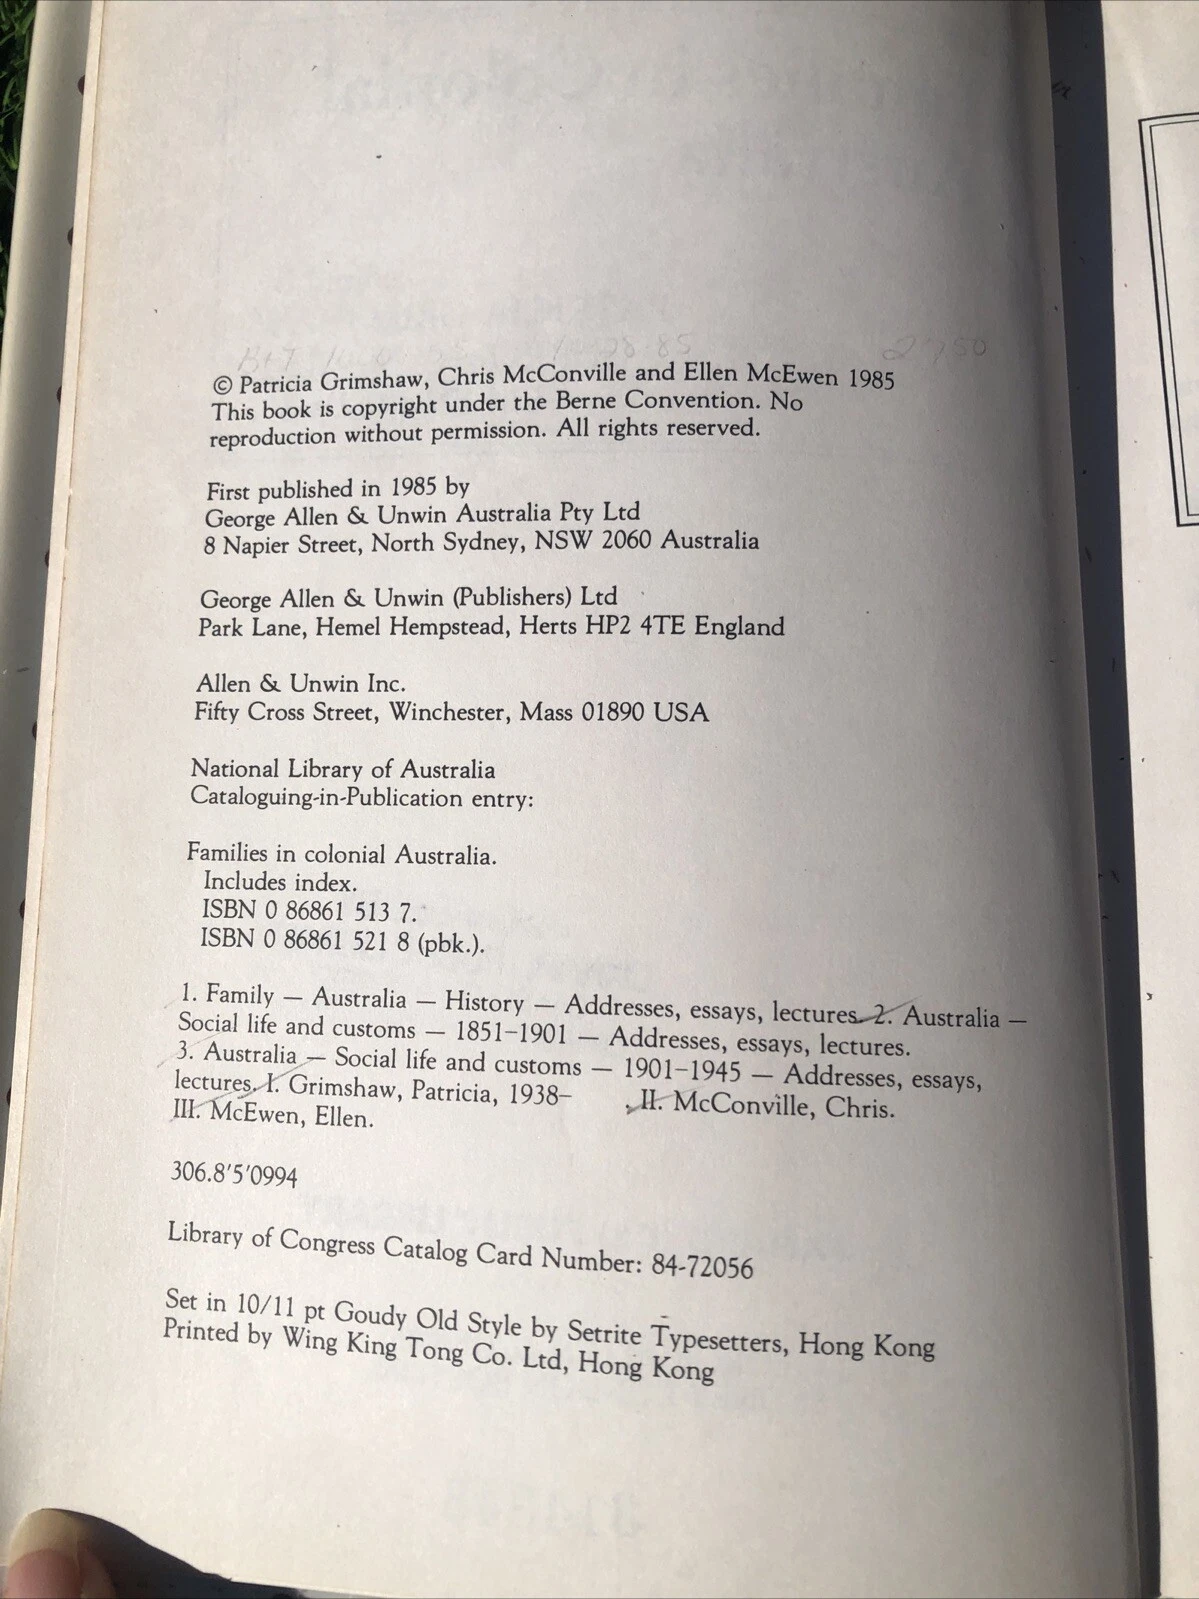 © Patricia Grimshaw, Chris McConville and Ellen McEwen 1985
This book is copyright under the Berne Convention. No
reproduction without permission. All rights reserved.
First published in 1985 by
George Allen & Unwin Australia Pty Ltd
8 Napier Street, North Sydney, NSW 2060 Australia
George Allen & Unwin (Publishers) Ltd
Park Lane, Hemel Hempstead, Herts HP2 4TE England
Allen & Unwin Inc.
Fifty Cross Street, Winchester, Mass 01890 USA
National Library of Australia
Cataloguing-in-Publication entry:
Families in colonial Australia.
Includes index.
ISBN 0 86861 513 7.
ISBN 0 86861 521 8 (pbk.).
1. Family — Australia — History — Addresses, essays, lectures. 2. Australia —
Social life and customs — 1851–1901 — Addresses, essays, lectures.
3. Australia — Social life and customs — 1901–1945 — Addresses, essays,
lectures. I. Grimshaw, Patricia, 1938– . II. McConville, Chris.
III. McEwen, Ellen.
306.8'5'0994
Library of Congress Catalog Card Number: 84-72056
Set in 10/11 pt Goudy Old Style by Setrite Typesetters, Hong Kong
Printed by Wing King Tong Co. Ltd, Hong Kong